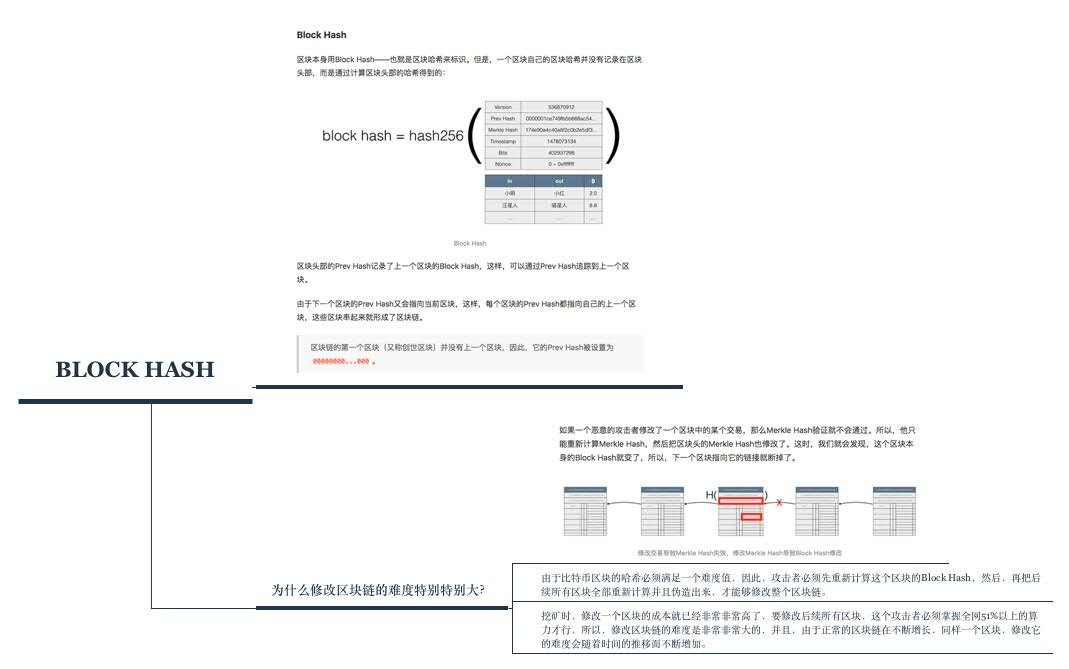 Block Hash
区块本身用Block Hash——也就是区块哈希来标识。但是，一个区块自己的区块哈希并没有记录在区块
头部，而是通过计算区块头部的哈希得到的：
block hash = hash256
Version 536870912
Prev Hash 0000001ce749fb5b668ac54...
Merkle Hash 174e90a4c40a8f2c0b2e5df3...
Timestamp 1478073134
Bits 402937298
Nonce 0 ~ 0xffffffff
in out ₿
小明 小红 2.0
汪星人 喵星人 8.8
... ... ...
Block Hash
区块头部的Prev Hash记录了上一个区块的Block Hash，这样，可以通过Prev Hash追踪到上一个区
块。
由于下一个区块的Prev Hash又会指向当前区块，这样，每个区块的Prev Hash都指向自己的上一个区
块，这些区块串起来就形成了区块链。
区块链的第一个区块（又称创世区块）并没有上一个区块，因此，它的Prev Hash被设置为
00000000...000 。
BLOCK HASH
如果一个恶意的攻击者修改了一个区块中的某个交易，那么Merkle Hash验证就不会通过。所以，他只
能重新计算Merkle Hash，然后把区块头的Merkle Hash也修改了。这时，我们就会发现，这个区块本
身的Block Hash就变了，所以，下一个区块指向它的链接就断掉了。
H( ) x
修改交易导致Merkle Hash失效，修改Merkle Hash导致Block Hash修改
为什么修改区块链的难度特别特别大?
由于比特币区块的哈希必须满足一个难度值，因此，攻击者必须先重新计算这个区块的Block Hash，然后，再把后
续所有区块全部重新计算并且伪造出来，才能够修改整个区块链。
挖矿时，修改一个区块的成本就已经非常非常高了，要修改后续所有区块，这个攻击者必须掌握全网51%以上的算
力才行，所以，修改区块链的难度是非常非常大的，并且，由于正常的区块链在不断增长，同样一个区块，修改它
的难度会随着时间的推移而不断增加。